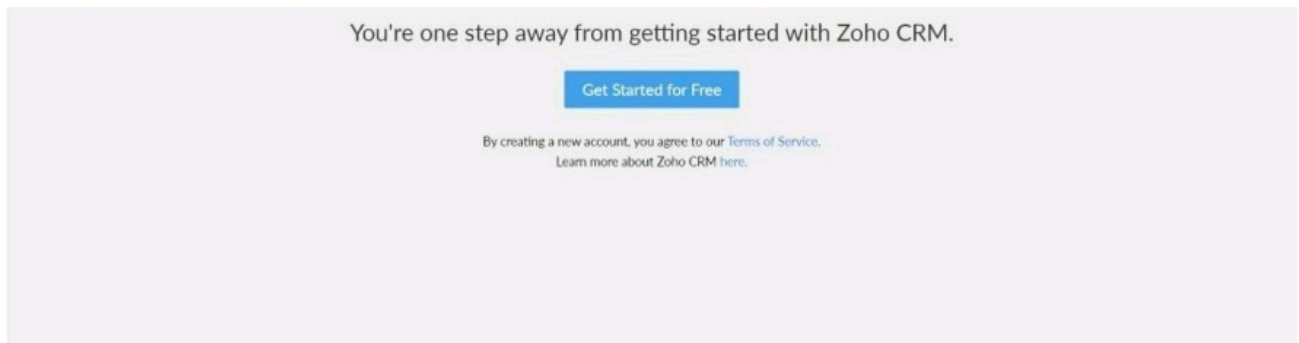 You're one step away from getting started with Zoho CRM.
Get Started for Free
By creating a new account, you agree to our Terms of Service.
Learn more about Zoho CRM here.